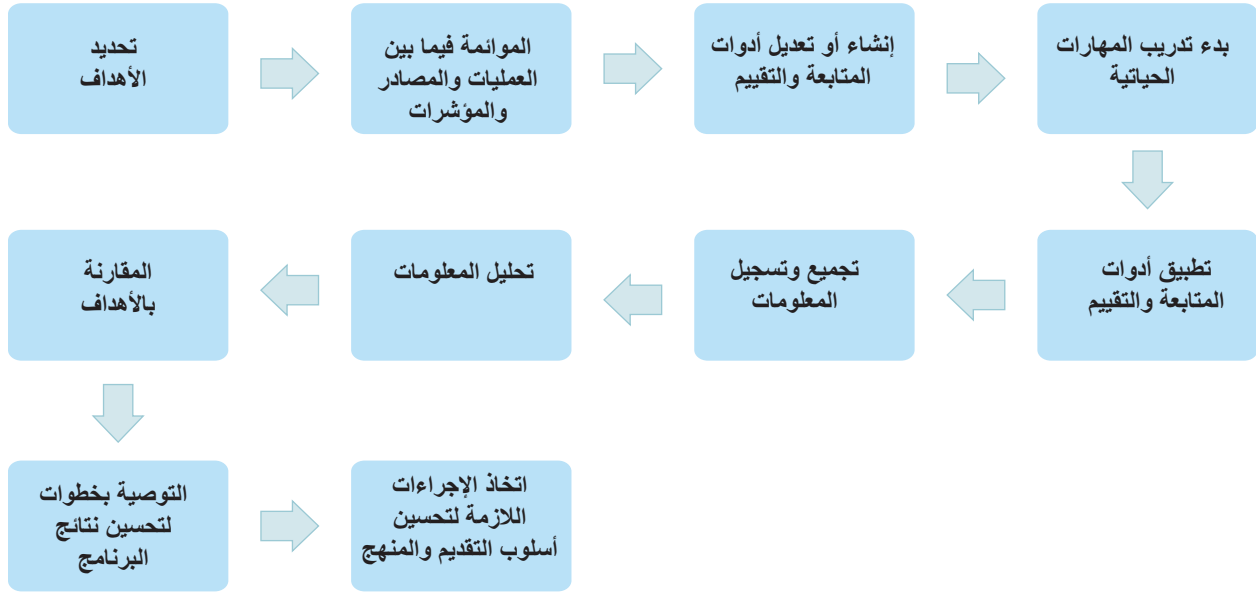 تحديد
الأهداف
الموائمة فيما بين
العمليات والمصادر
والمؤشرات
إنشاء أو تعديل أدوات
المتابعة والتقييم
بدء تدريب المهارات
الحياتية
تطبيق أدوات
المتابعة والتقييم
تجميع وتسجيل
المعلومات
تحليل المعلومات
المقارنة
بالأهداف
التوصية بخطوات
لتحسين نتائج
البرنامج
اتخاذ الإجراءات
اللازمة لتحسين
أسلوب التقديم والمنهج